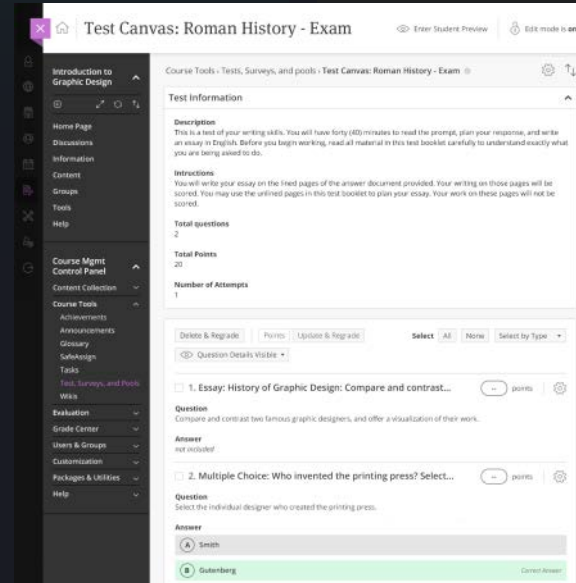 Test Canvas: Roman History - Exam
Enter Student Preview
Edit mode is on
Introduction to
Graphic Design
Home Page
Discussions
Information
Content
Groups
Tools
Help
Course Mgmt
Control Panel
Content Collection
Course Tools
Achievements
Announcements
Glossary
SafeAssign
Tasks
Test, Surveys, and Pools
Wikis
Evaluation
Grade Center
Users & Groups
Customization
Packages & Utilities
Help
Course Tools › Tests, Surveys, and pools › Test Canvas: Roman History - Exam
Test Information
Description
This is a test of your writing skills. You will have forty (40) minutes to read the prompt, plan your response, and write
an essay in English. Before you begin working, read all material in this test booklet carefully to understand exactly what
you are being asked to do.
Intructions
You will write your essay on the lined pages of the answer document provided. Your writing on those pages will be
scored. You may use the unlined pages in this test booklet to plan your essay. Your work on these pages will not be
scored.
Total questions
2
Total Points
20
Number of Attempts
1
Delete & Regrade
Points Update & Regrade
Select All None Select by Type
Question Details Visible
1. Essay: History of Graphic Design: Compare and contrast... -- points
Question
Compare and contrast two famous graphic designers, and offer a visualization of their work.
Answer
not included
2. Multiple Choice: Who invented the printing press? Select... -- points
Question
Select the individual designer who created the printing press.
Answer
A Smith
B Gutenberg Correct Answer